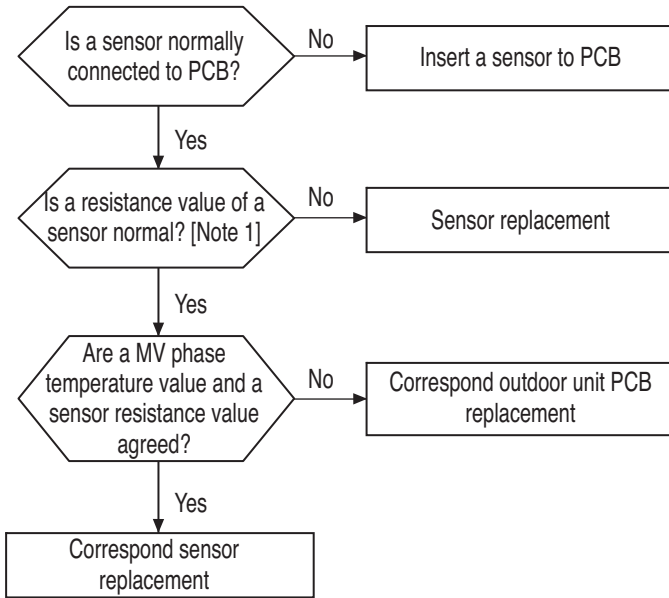 Is a sensor normally
connected to PCB?
No
Insert a sensor to PCB
Yes
Is a resistance value of a
sensor normal? [Note 1]
No
Sensor replacement
Yes
Are a MV phase
temperature value and a
sensor resistance value
agreed?
No
Correspond outdoor unit PCB
replacement
Yes
Correspond sensor
replacement